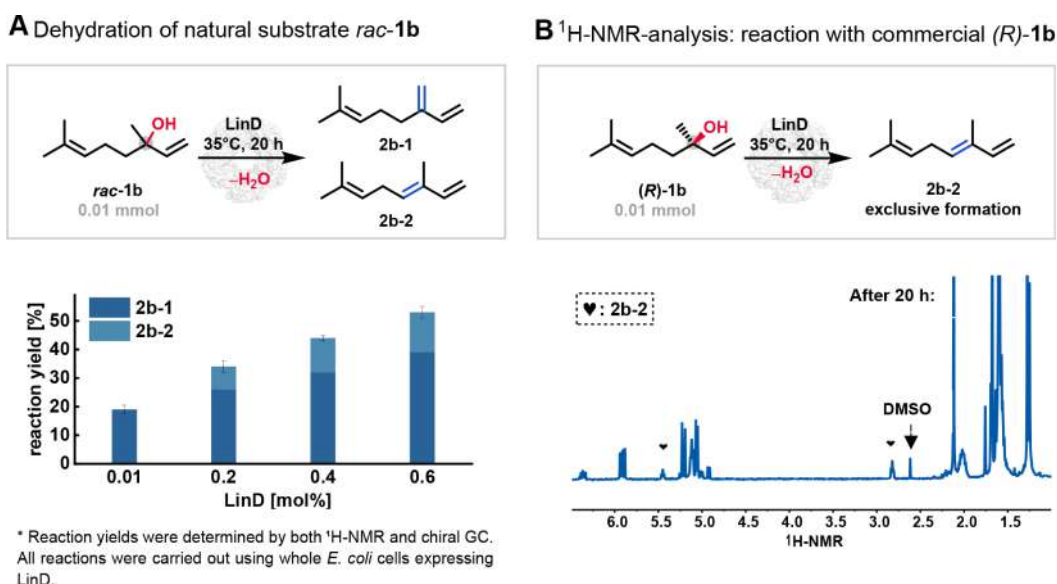 A Dehydration of natural substrate rac-1b
OH
LinD
35°C, 20 h
–H₂O
rac-1b
0.01 mmol
2b-1
2b-2
reaction yield [%]
50
40
30
20
10
0
2b-1
2b-2
0.01 0.2 0.4 0.6
LinD [mol%]
* Reaction yields were determined by both ¹H-NMR and chiral GC.
All reactions were carried out using whole E. coli cells expressing
LinD.
B ¹H-NMR-analysis: reaction with commercial (R)-1b
OH
LinD
35°C, 20 h
–H₂O
(R)-1b
0.01 mmol
2b-2
exclusive formation
♥: 2b-2
After 20 h:
DMSO
6.0 5.5 5.0 4.5 4.0 3.5 3.0 2.5 2.0 1.5
¹H-NMR